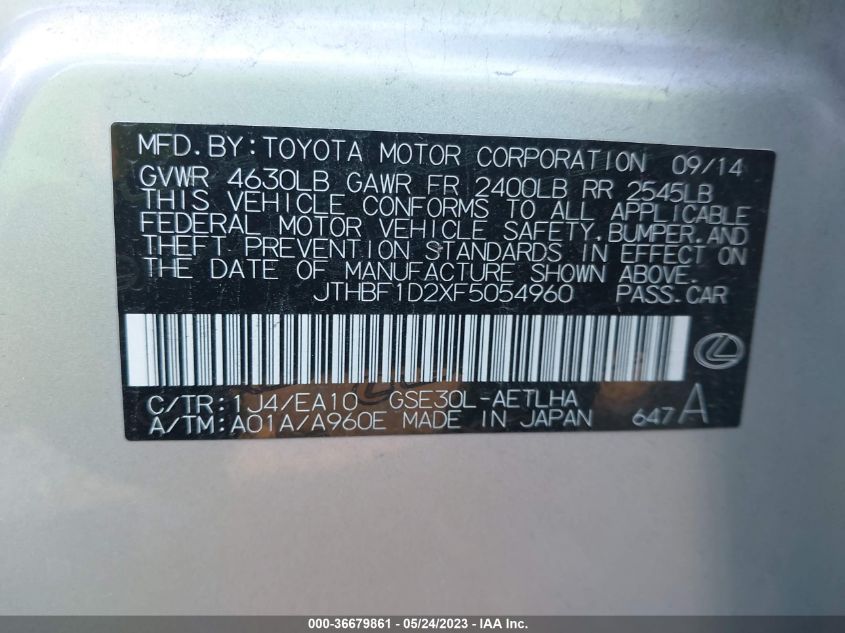 MFD.BY:TOYOTA MOTOR CORPORATION 09/14
GVWR 4630LB GAWR FR 2400LB RR 2545LB
THIS VEHICLE CONFORMS TO ALL APPLICABLE
FEDERAL MOTOR VEHICLE SAFETY,BUMPER,AND
THEFT PREVENTION STANDARDS IN EFFECT ON
THE DATE OF MANUFACTURE SHOWN ABOVE.
JTHBF1D2XF5054960 PASS.CAR
C/TR:1J4/EA10 GSE30L-AETLHA
A/TM:A01A/A960E MADE IN JAPAN 647A
000-36679861 - 05/24/2023 - IAA Inc.